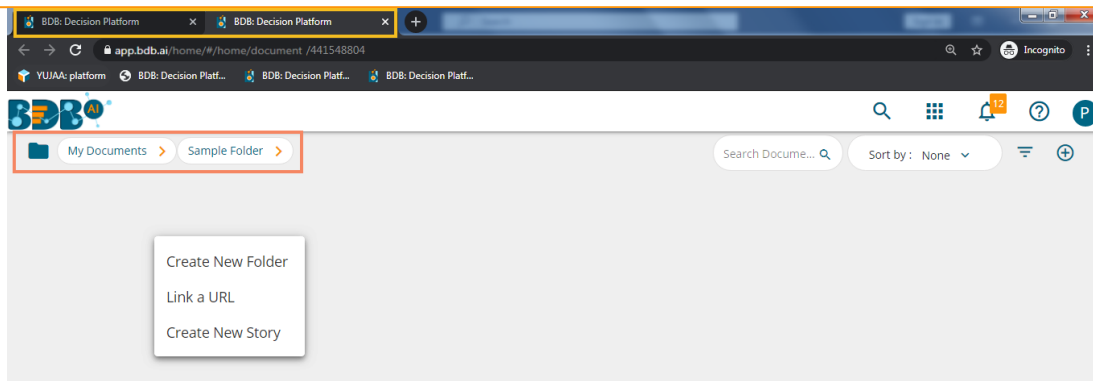 BDB: Decision Platform × BDB: Decision Platform × +
app.bdb.ai/home/#/home/document /441548804 Incognito
YUJAA: platform BDB: Decision Platf... BDB: Decision Platf... BDB: Decision Platf...
BDB AI 12 ? P
My Documents > Sample Folder > Search Docume... Sort by : None
Create New Folder
Link a URL
Create New Story